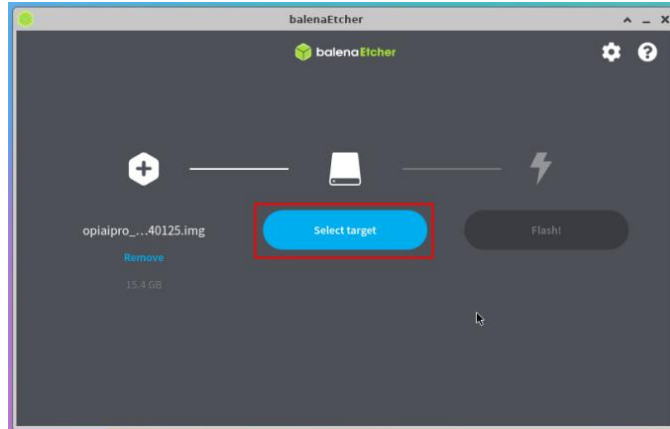 balenaEtcher
balenaEtcher
opiaipro_...40125.img
Select target
Flash!
Remove
15.4 GB